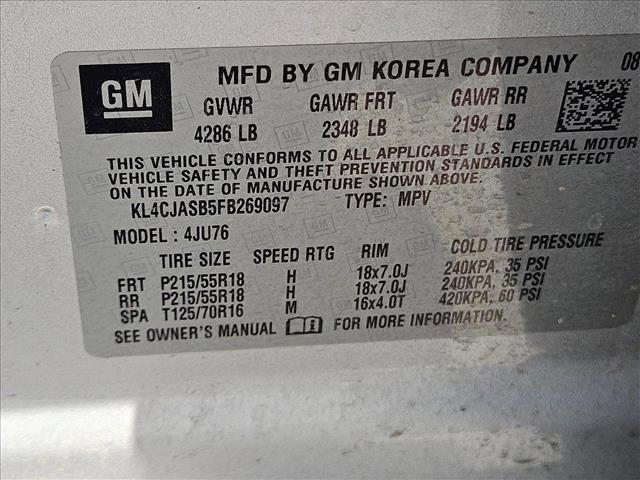 GM
MFD BY GM KOREA COMPANY 08
GVWR GAWR FRT GAWR RR
4286 LB 2348 LB 2194 LB
THIS VEHICLE CONFORMS TO ALL APPLICABLE U.S. FEDERAL MOTOR
VEHICLE SAFETY AND THEFT PREVENTION STANDARDS IN EFFECT
ON THE DATE OF MANUFACTURE SHOWN ABOVE.
KL4CJASB5FB269097 TYPE: MPV
MODEL: 4JU76
TIRE SIZE SPEED RTG RIM COLD TIRE PRESSURE
FRT P215/55R18 H 18x7.0J 240KPA, 35 PSI
RR P215/55R18 H 18x7.0J 240KPA, 35 PSI
SPA T125/70R16 M 16x4.0T 420KPA, 60 PSI
SEE OWNER'S MANUAL FOR MORE INFORMATION.